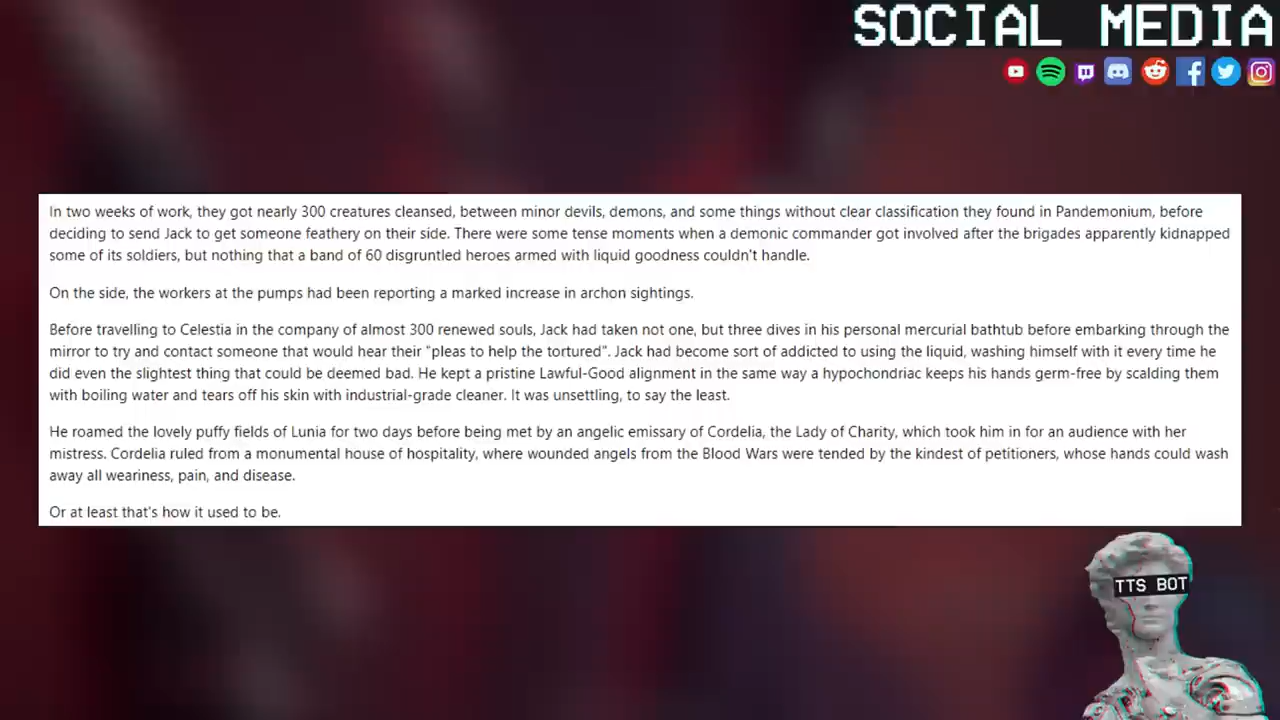 SOCIAL MEDIA
In two weeks of work, they got nearly 300 creatures cleansed, between minor devils, demons, and some things without clear classification they found in Pandemonium, before
deciding to send Jack to get someone feathery on their side. There were some tense moments when a demonic commander got involved after the brigades apparently kidnapped
some of its soldiers, but nothing that a band of 60 disgruntled heroes armed with liquid goodness couldn't handle.
On the side, the workers at the pumps had been reporting a marked increase in archon sightings.
Before travelling to Celestia in the company of almost 300 renewed souls, Jack had taken not one, but three dives in his personal mercurial bathtub before embarking through the
mirror to try and contact someone that would hear their "pleas to help the tortured". Jack had become sort of addicted to using the liquid, washing himself with it every time he
did even the slightest thing that could be deemed bad. He kept a pristine Lawful-Good alignment in the same way a hypochondriac keeps his hands germ-free by scalding them
with boiling water and tears off his skin with industrial-grade cleaner. It was unsettling, to say the least.
He roamed the lovely puffy fields of Lunia for two days before being met by an angelic emissary of Cordelia, the Lady of Charity, which took him in for an audience with her
mistress. Cordelia ruled from a monumental house of hospitality, where wounded angels from the Blood Wars were tended by the kindest of petitioners, whose hands could wash
away all weariness, pain, and disease.
Or at least that's how it used to be.
TTS BOT